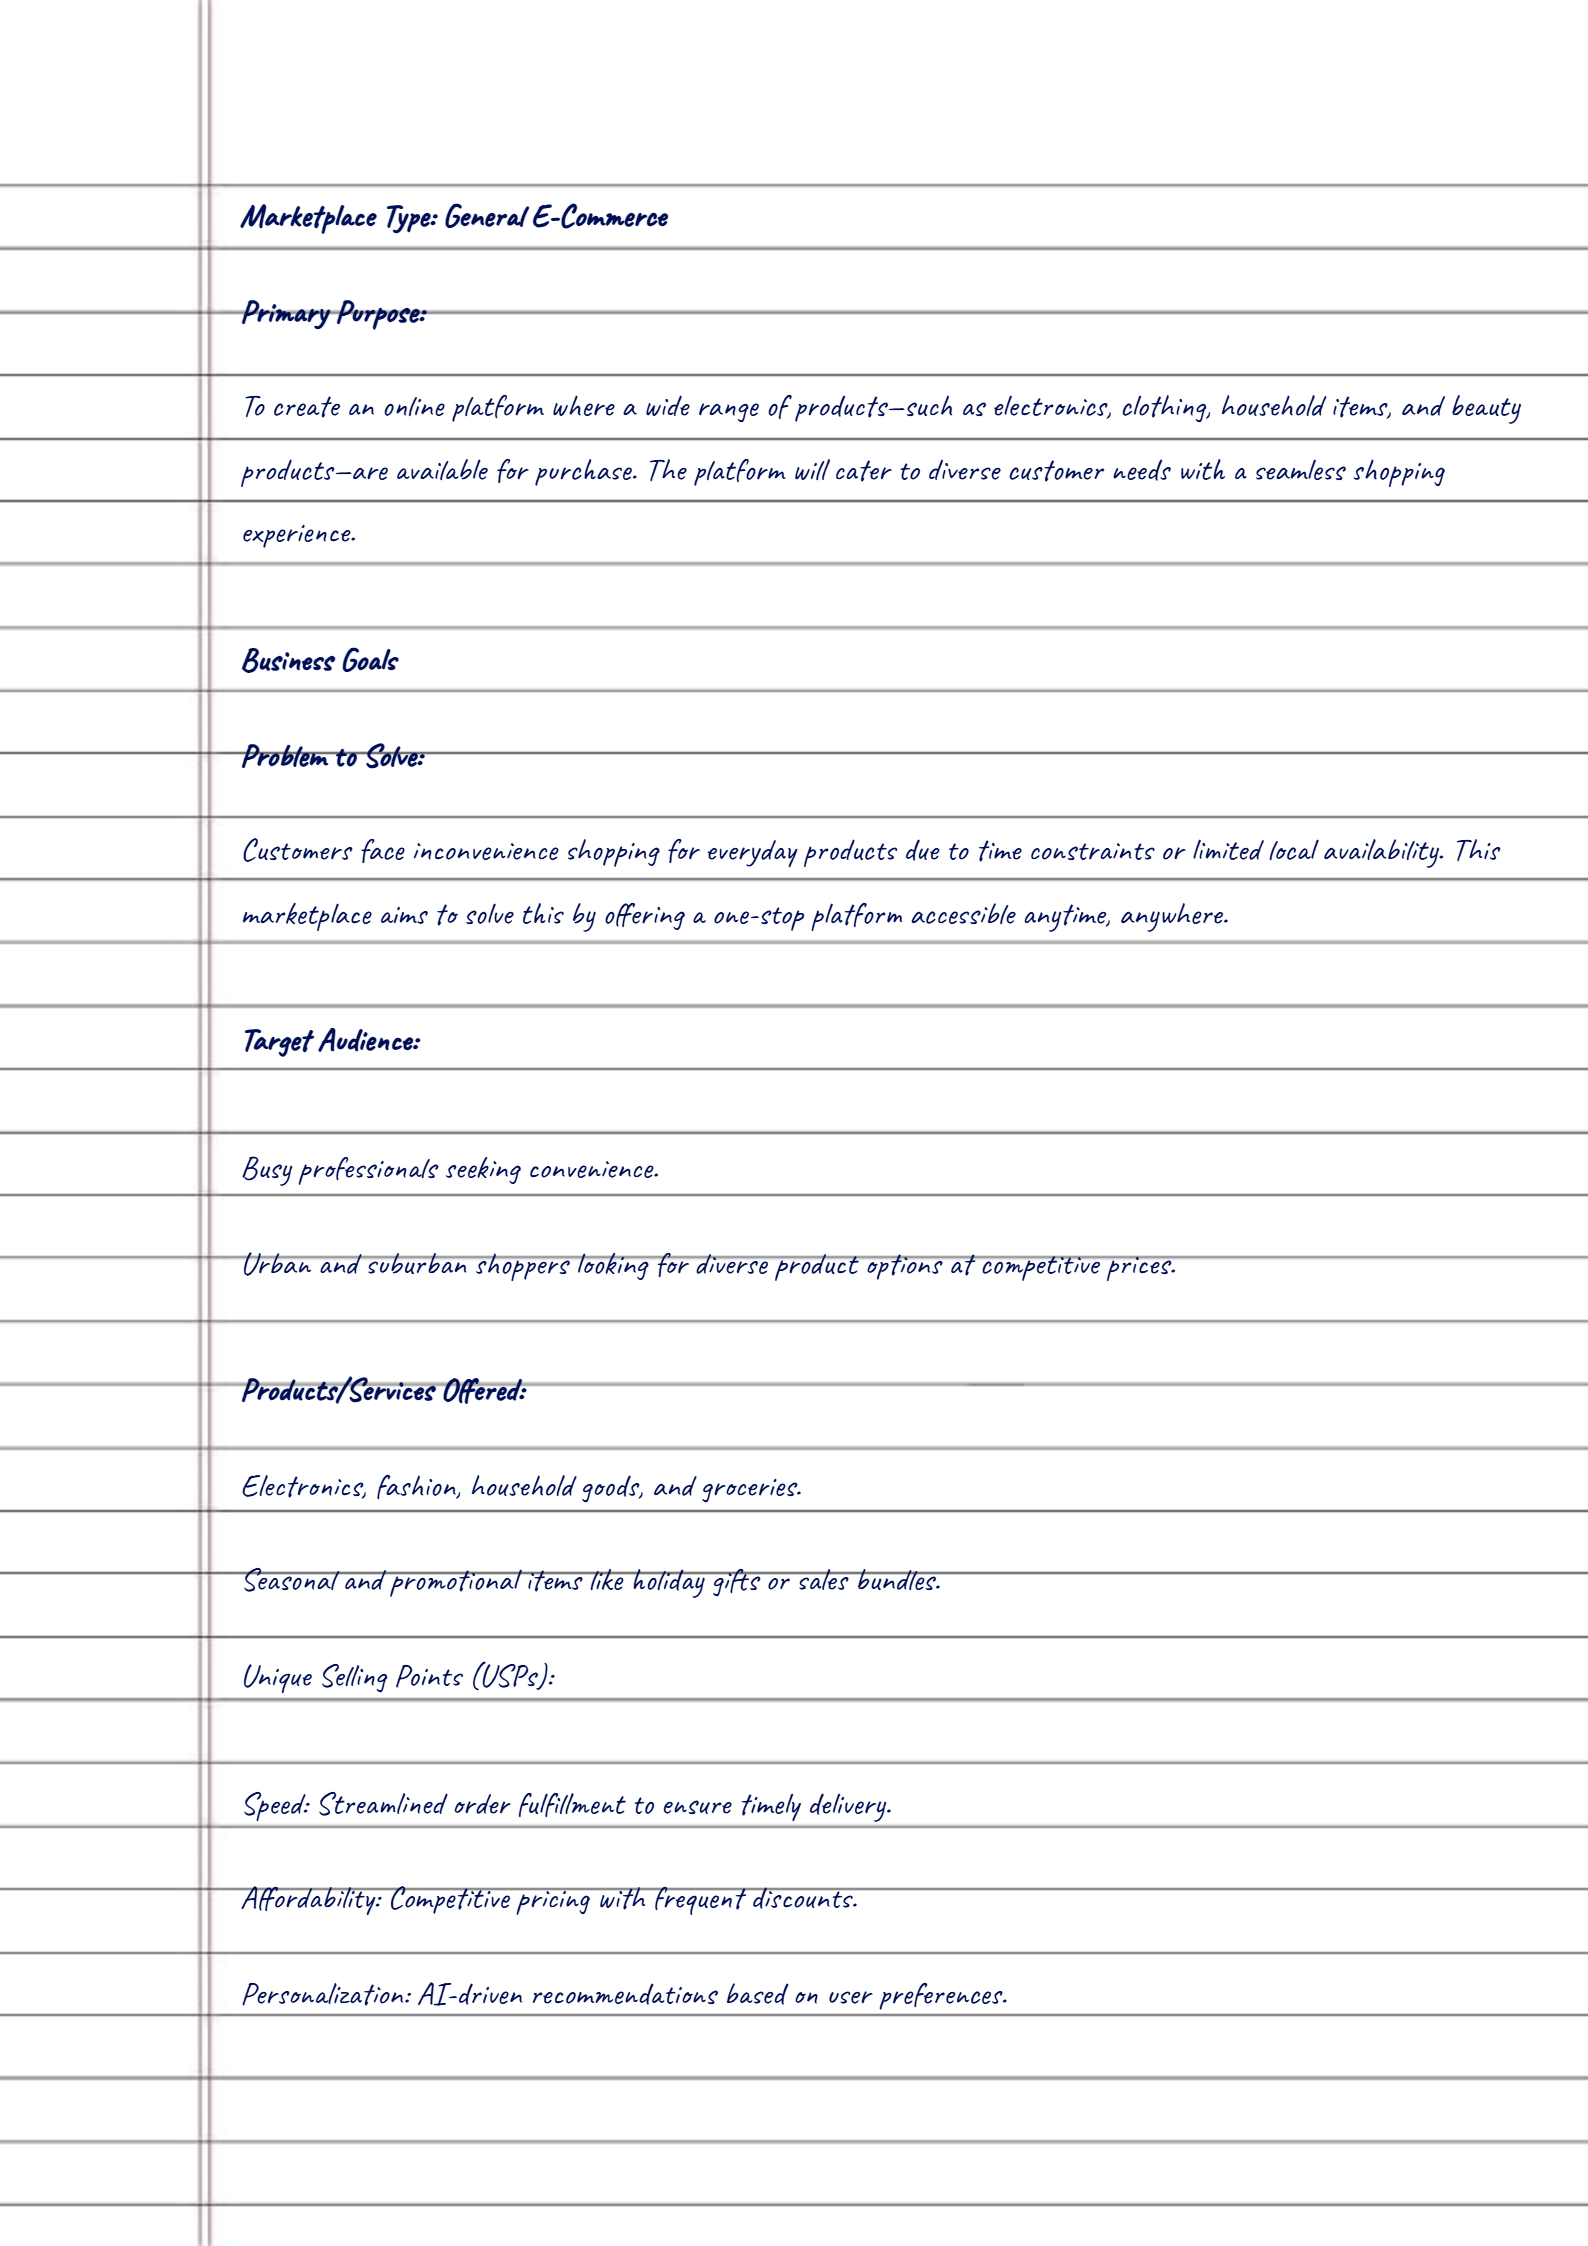 Marketplace Type: General E-Commerce
Primary Purpose:
To create an online platform where a wide range of products—such as electronics, clothing, household items, and beauty
products—are available for purchase. The platform will cater to diverse customer needs with a seamless shopping
experience.
Business Goals
Problem to Solve:
Customers face inconvenience shopping for everyday products due to time constraints or limited local availability. This
marketplace aims to solve this by offering a one-stop platform accessible anytime, anywhere.
Target Audience:
Busy professionals seeking convenience.
Urban and suburban shoppers looking for diverse product options at competitive prices.
Products/Services Offered:
Electronics, fashion, household goods, and groceries.
Seasonal and promotional items like holiday gifts or sales bundles.
Unique Selling Points (USPs):
Speed: Streamlined order fulfillment to ensure timely delivery.
Affordability: Competitive pricing with frequent discounts.
Personalization: AI-driven recommendations based on user preferences.